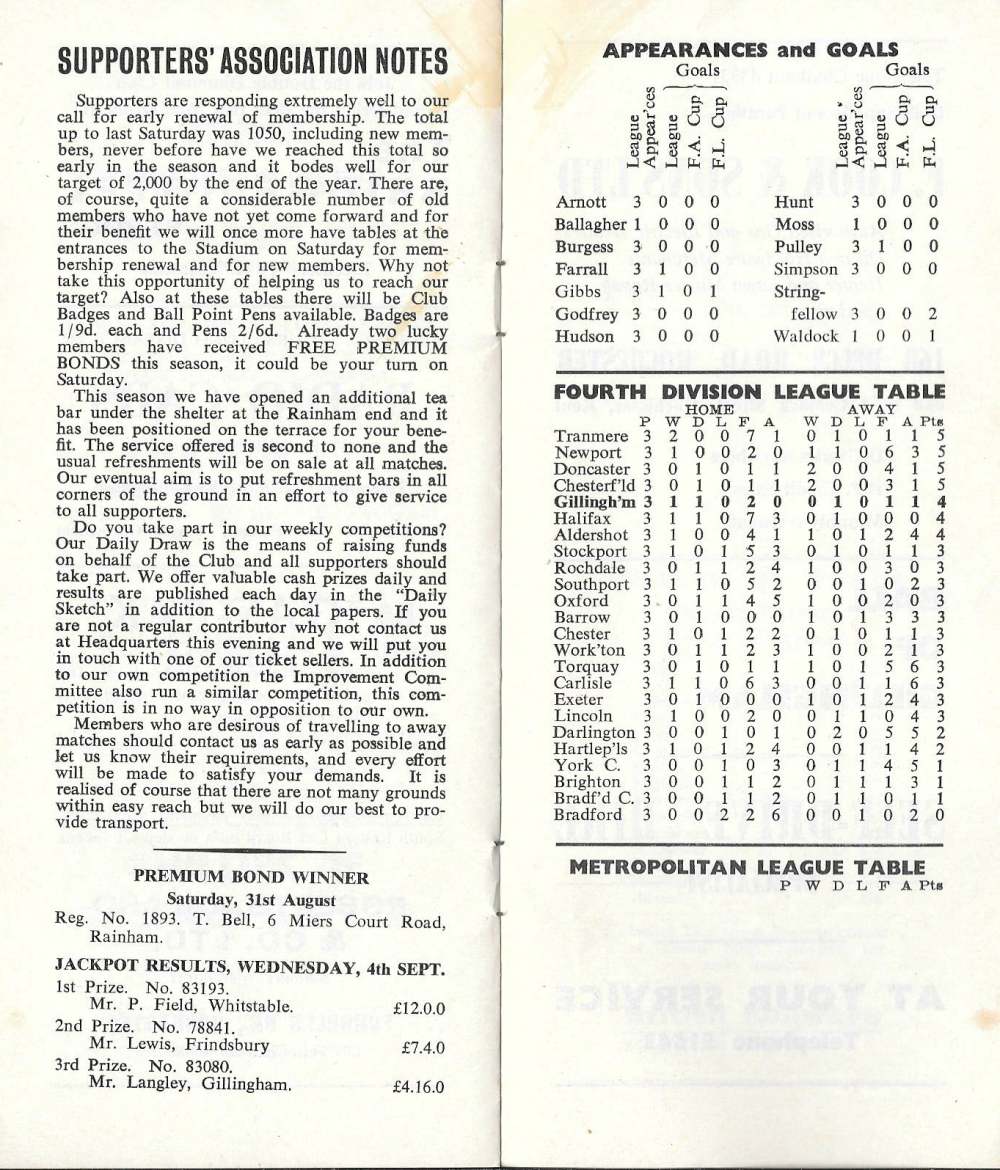 SUPPORTERS' ASSOCIATION NOTES
Supporters are responding extremely well to our
call for early renewal of membership. The total
up to last Saturday was 1050, including new mem-
bers, never before have we reached this total so
early in the season and it bodes well for our
target of 2,000 by the end of the year. There are,
of course, quite a considerable number of old
members who have not yet come forward and for
their benefit we will once more have tables at the
entrances to the Stadium on Saturday for mem-
bership renewal and for new members. Why not
take this opportunity of helping us to reach our
target? Also at these tables there will be Club
Badges and Ball Point Pens available. Badges are
1/9d. each and Pens 2/6d. Already two lucky
members have received FREE PREMIUM
BONDS this season, it could be your turn on
Saturday.
This season we have opened an additional tea
bar under the shelter at the Rainham end and it
has been positioned on the terrace for your bene-
fit. The service offered is second to none and the
usual refreshments will be on sale at all matches.
Our eventual aim is to put refreshment bars in all
corners of the ground in an effort to give service
to all supporters.
Do you take part in our weekly competitions?
Our Daily Draw is the means of raising funds
on behalf of the Club and all supporters should
take part. We offer valuable cash prizes daily and
results are published each day in the "Daily
Sketch" in addition to the local papers. If you
are not a regular contributor why not contact us
at Headquarters this evening and we will put you
in touch with one of our ticket sellers. In addition
to our own competition the Improvement Com-
mittee also run a similar competition, this com-
petition is in no way in opposition to our own.
Members who are desirous of travelling to away
matches should contact us as early as possible and
let us know their requirements, and every effort
will be made to satisfy your demands. It is
realised of course that there are not many grounds
within easy reach but we will do our best to pro-
vide transport.
PREMIUM BOND WINNER
Saturday, 31st August
Reg. No. 1893. T. Bell, 6 Miers Court Road,
Rainham.
JACKPOT RESULTS, WEDNESDAY, 4th SEPT.
1st Prize. No. 83193.
Mr. P. Field, Whitstable. £12.0.0
2nd Prize. No. 78841.
Mr. Lewis, Frindsbury £7.4.0
3rd Prize. No. 83080.
Mr. Langley, Gillingham. £4.16.0
APPEARANCES and GOALS
Goals Goals
League Appear'ces League F.A. Cup F.L. Cup League Appear'ces League F.A. Cup F.L. Cup
Arnott 3 0 0 0 Hunt 3 0 0 0
Ballagher 1 0 0 0 Moss 1 0 0 0
Burgess 3 0 0 0 Pulley 3 1 0 0
Farrall 3 1 0 0 Simpson 3 0 0 0
Gibbs 3 1 0 1 String-
Godfrey 3 0 0 0 fellow 3 0 0 2
Hudson 3 0 0 0 Waldock 1 0 0 1
FOURTH DIVISION LEAGUE TABLE
HOME AWAY
P W D L F A W D L F A Pts
Tranmere 3 2 0 0 7 1 0 1 0 1 1 5
Newport 3 1 0 0 2 0 1 1 0 6 3 5
Doncaster 3 0 1 0 1 1 2 0 0 4 1 5
Chesterf'ld 3 0 1 0 1 1 2 0 0 3 1 5
Gillingh'm 3 1 1 0 2 0 0 1 0 1 1 4
Halifax 3 1 1 0 7 3 0 1 0 0 0 4
Aldershot 3 1 0 0 4 1 1 0 1 2 4 4
Stockport 3 1 0 1 5 3 0 1 0 1 1 3
Rochdale 3 0 1 1 2 4 1 0 0 3 0 3
Southport 3 1 1 0 5 2 0 0 1 0 2 3
Oxford 3 0 1 1 4 5 1 0 0 2 0 3
Barrow 3 0 1 0 0 0 1 0 1 3 3 3
Chester 3 1 0 1 2 2 0 1 0 1 1 3
Work'ton 3 0 1 1 2 3 1 0 0 2 1 3
Torquay 3 0 1 0 1 1 1 0 1 5 6 3
Carlisle 3 1 1 0 6 3 0 0 1 1 6 3
Exeter 3 0 1 0 0 0 1 0 1 2 4 3
Lincoln 3 1 0 0 2 0 0 1 1 0 4 3
Darlington 3 0 0 1 0 1 0 2 0 5 5 2
Hartlep'ls 3 1 0 1 2 4 0 0 1 1 4 2
York C. 3 0 0 1 0 3 0 1 1 4 5 1
Brighton 3 0 0 1 1 2 0 1 1 1 3 1
Bradf'd C. 3 0 0 1 1 2 0 1 1 0 1 1
Bradford 3 0 0 2 2 6 0 0 1 0 2 0
METROPOLITAN LEAGUE TABLE
P W D L F A Pts